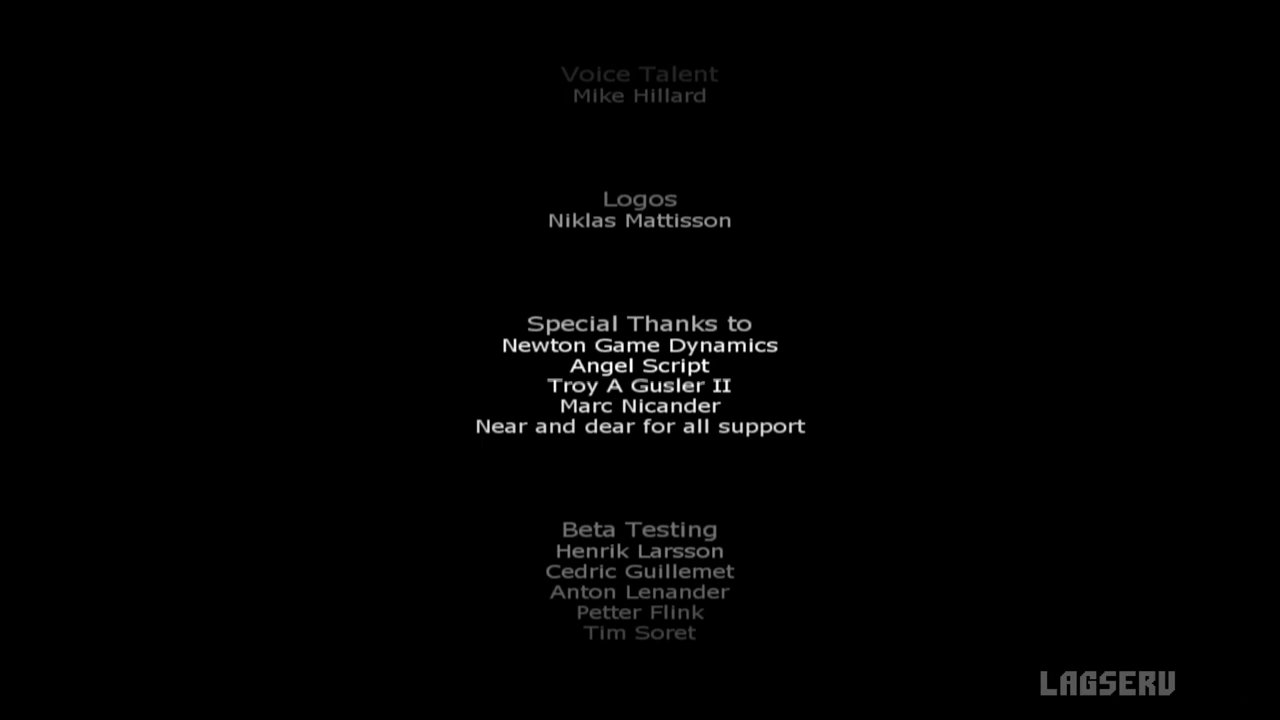 Voice Talent
Mike Hillard
Logos
Niklas Mattisson
Special Thanks to
Newton Game Dynamics
Angel Script
Troy A Gusler II
Marc Nicander
Near and dear for all support
Beta Testing
Henrik Larsson
Cedric Guillemet
Anton Lenander
Petter Flink
Tim Soret
LAGSERV